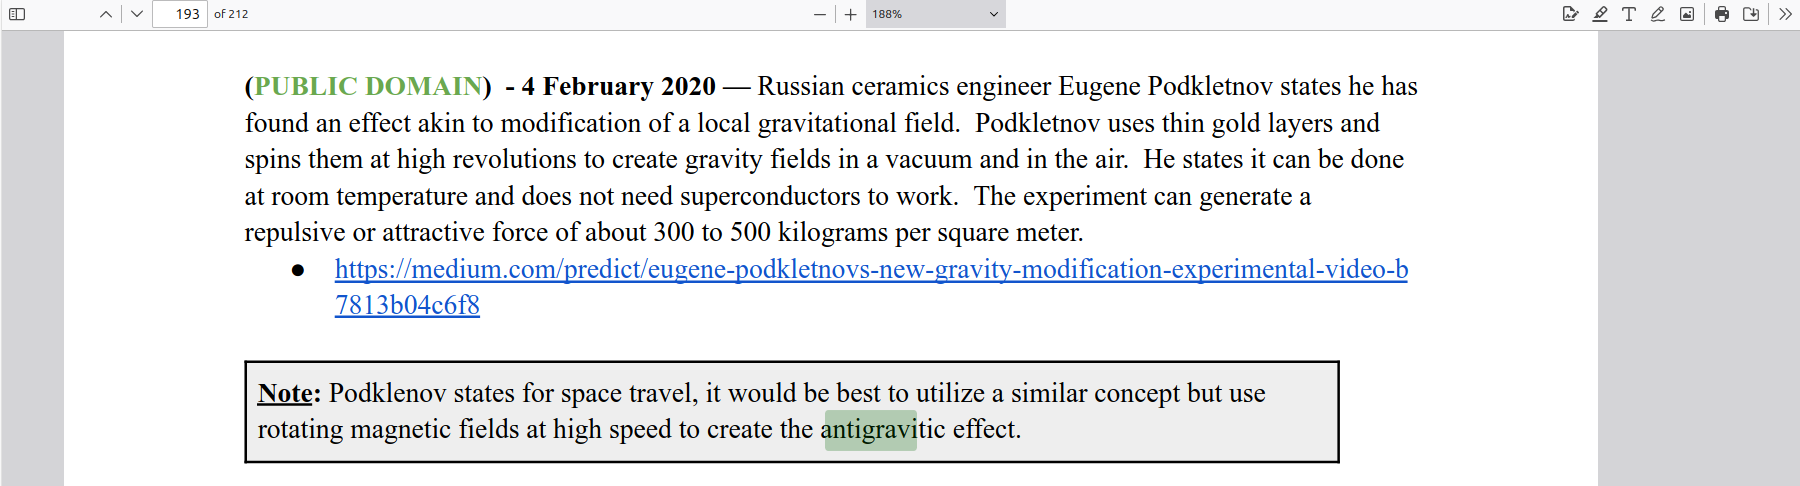 193 of 212 188%
(PUBLIC DOMAIN) - 4 February 2020 — Russian ceramics engineer Eugene Podkletnov states he has
found an effect akin to modification of a local gravitational field. Podkletnov uses thin gold layers and
spins them at high revolutions to create gravity fields in a vacuum and in the air. He states it can be done
at room temperature and does not need superconductors to work. The experiment can generate a
repulsive or attractive force of about 300 to 500 kilograms per square meter.
● https://medium.com/predict/eugene-podkletnovs-new-gravity-modification-experimental-video-b
7813b04c6f8
Note: Podklenov states for space travel, it would be best to utilize a similar concept but use
rotating magnetic fields at high speed to create the antigravitic effect.